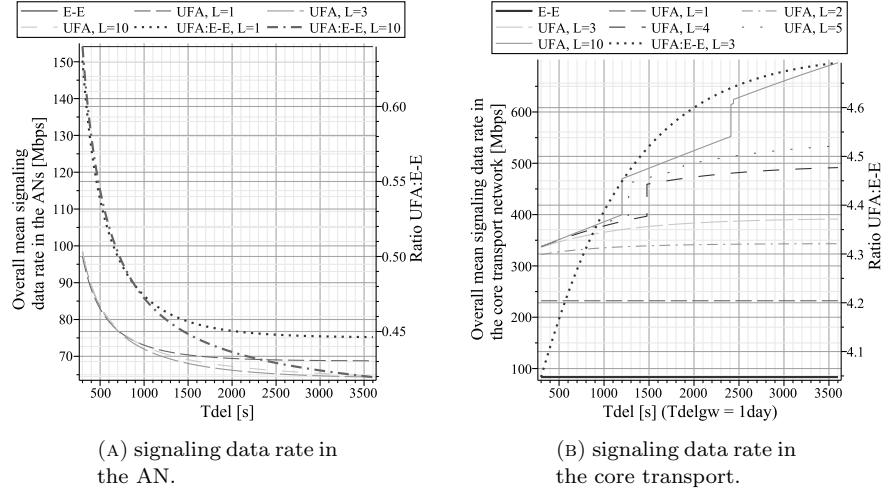 E-E UFA, L=1 UFA, L=3
UFA, L=10 UFA:E-E, L=1 UFA:E-E, L=10
Overall mean signaling
data rate in the ANs [Mbps]
150
140
130
120
110
100
90
80
70
0.60
0.55
0.50
0.45
Ratio UFA:E-E
500 1000 1500 2000 2500 3000 3500
Tdel [s]
(A) signaling data rate in
the AN.
E-E UFA, L=1 UFA, L=2
UFA, L=3 UFA, L=4 UFA, L=5
UFA, L=10 UFA:E-E, L=3
Overall mean signaling data rate in
the core transport network [Mbps]
600
500
400
350
200
100
4.6
4.5
4.4
4.3
4.2
4.1
Ratio UFA:E-E
500 1000 1500 2000 2500 3000 3500
Tdel [s] (Tdelgw = 1day)
(B) signaling data rate in
the core transport.